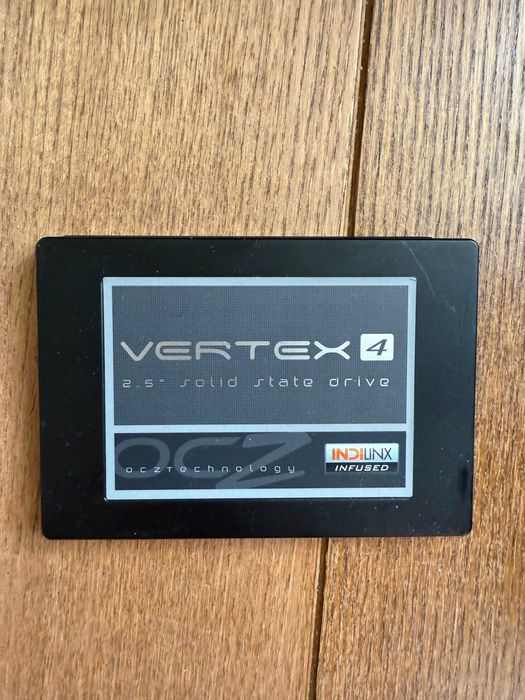 VERTEX 4
2.5" solid state drive
OCZ
OCZTechnology
INDILINX
INFUSED